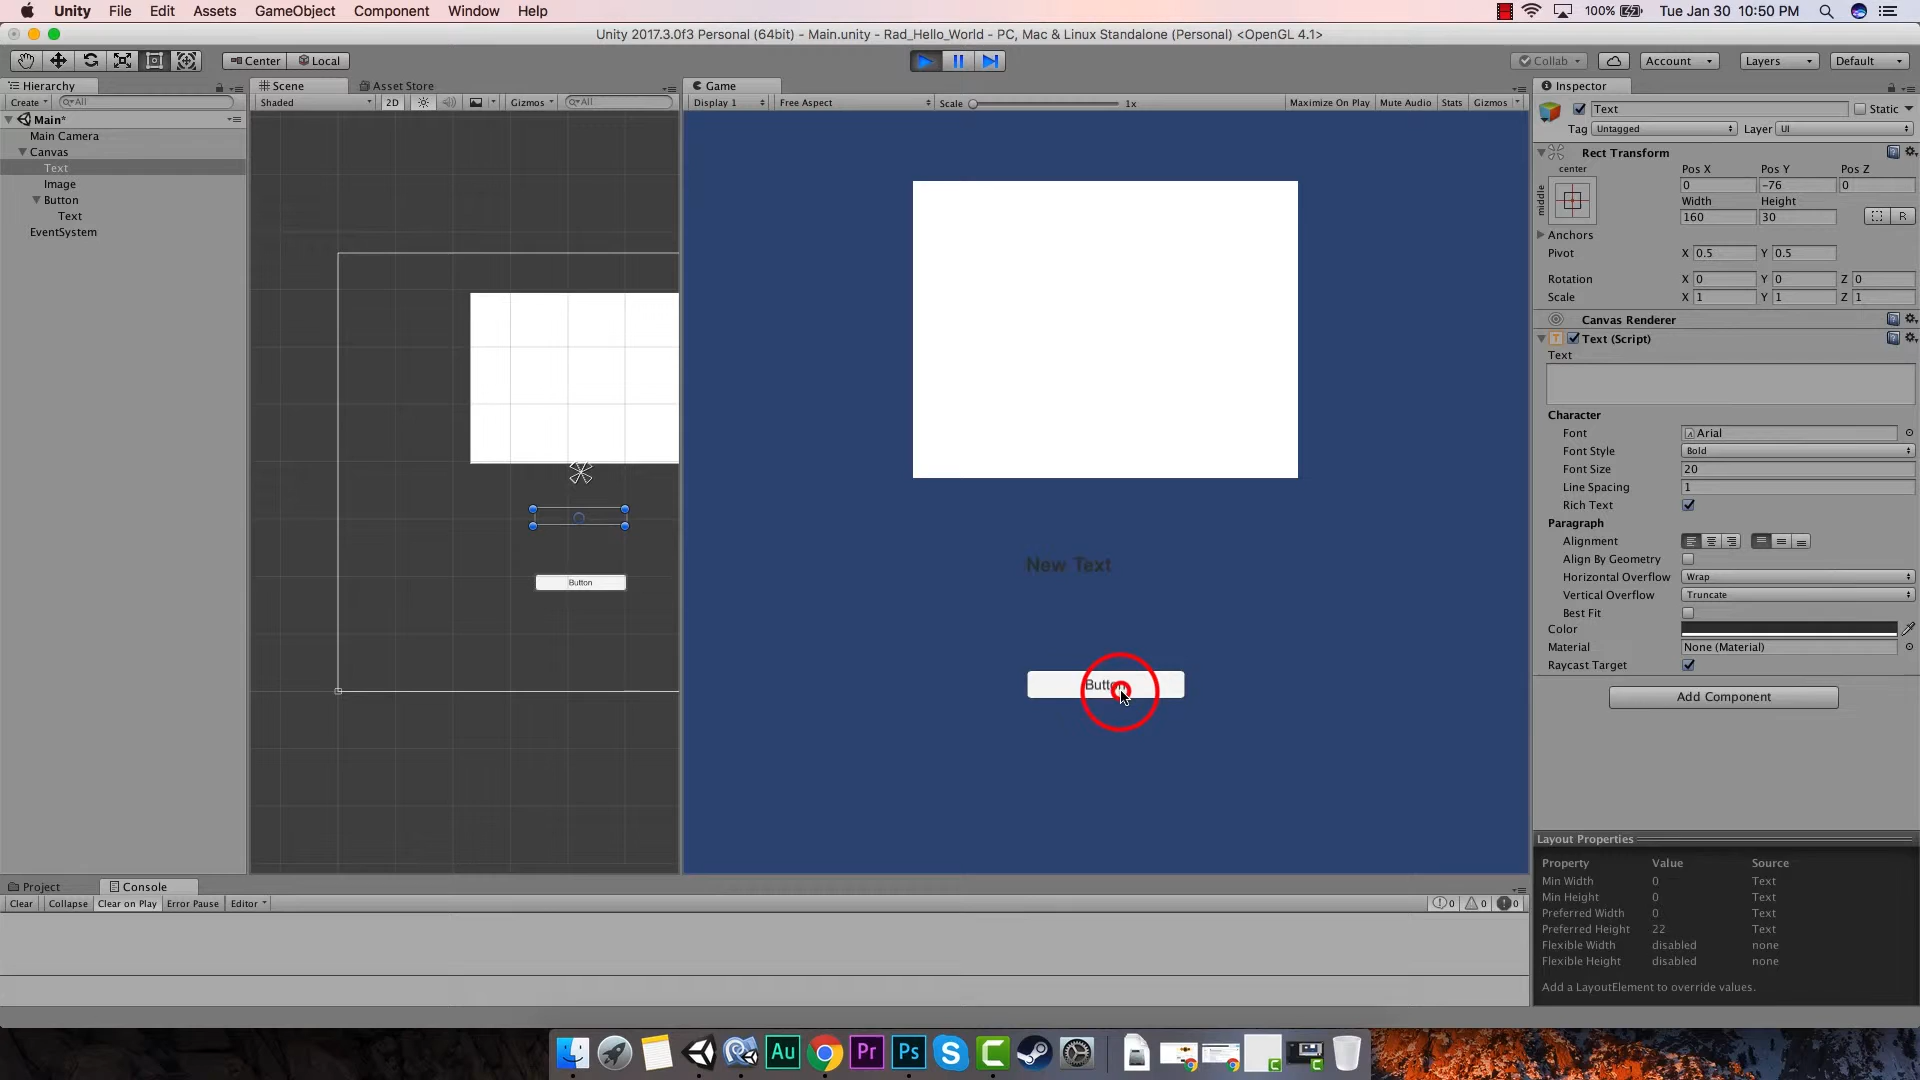 Unity File Edit Assets GameObject Component Window Help 100% Tue Jan 30 10:50 PM
Unity 2017.3.0f3 Personal (64bit) - Main.unity - Rad_Hello_World - PC, Mac & Linux Standalone (Personal) <OpenGL 4.1>
Center Local Collab Account Layers Default
Hierarchy Scene Asset Store Game Inspector
Create All Shaded 2D Gizmos All Display 1 Free Aspect Scale 1x Maximize On Play Mute Audio Stats Gizmos
Text Static
Tag Untagged Layer UI
Main*
Main Camera
Canvas
Text
Image
Button
Text
EventSystem
Button
New Text
Button
Rect Transform
center
middle
Pos X Pos Y Pos Z
0 -76 0
Width Height
160 30 R
Anchors
Pivot X 0.5 Y 0.5
Rotation X 0 Y 0 Z 0
Scale X 1 Y 1 Z 1
Canvas Renderer
Text (Script)
Text
Character
Font Arial
Font Style Bold
Font Size 20
Line Spacing 1
Rich Text
Paragraph
Alignment
Align By Geometry
Horizontal Overflow Wrap
Vertical Overflow Truncate
Best Fit
Color
Material None (Material)
Raycast Target
Add Component
Layout Properties
Property Value Source
Min Width 0 Text
Min Height 0 Text
Preferred Width 0 Text
Preferred Height 22 Text
Flexible Width disabled none
Flexible Height disabled none
Add a LayoutElement to override values.
Project Console
Clear Collapse Clear on Play Error Pause Editor 0 0 0
Au Pr Ps